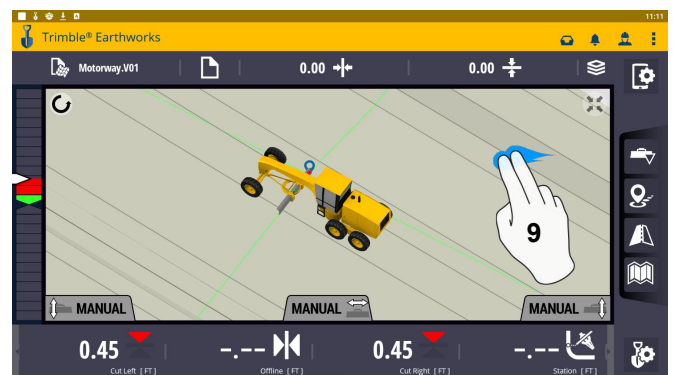 11:11
Trimble® Earthworks
Motorway.V01
0.00
0.00
9
MANUAL
MANUAL
MANUAL
0.45
-.--
0.45
-.--
Cut Left [FT]
Offline [FT]
Cut Right [FT]
Station [FT]